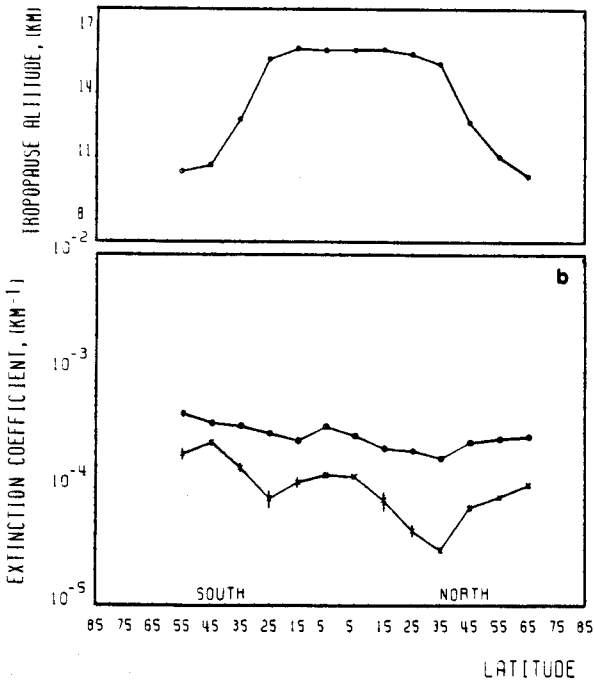 TROPOPAUSE ALTITUDE, (KM)
17
14
11
8
b
EXTINCTION COEFFICIENT, (KM⁻¹)
10⁻²
10⁻³
10⁻⁴
10⁻⁵
SOUTH NORTH
85 75 65 55 45 35 25 15 5 5 15 25 35 45 55 65 75 85
LATITUDE